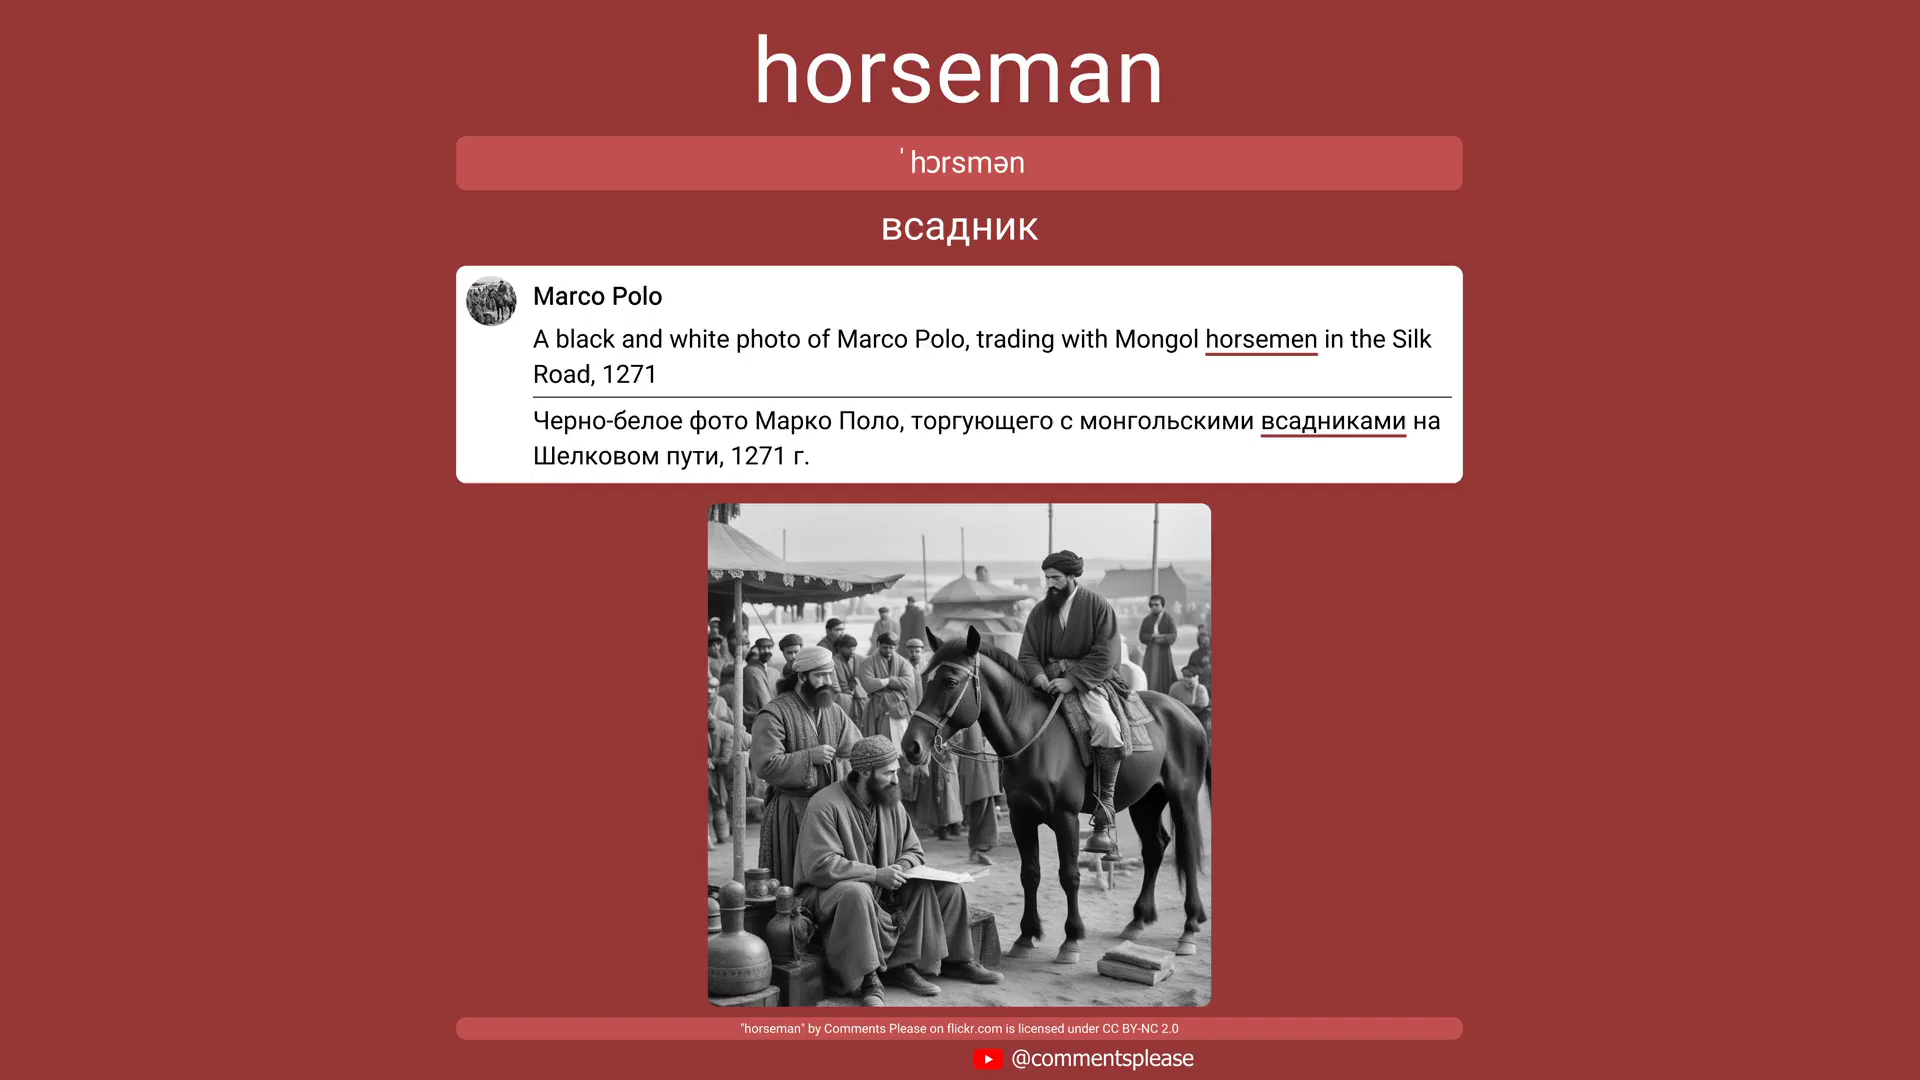 horseman
ˈhɔrsmən
всадник
Marco Polo
A black and white photo of Marco Polo, trading with Mongol horsemen in the Silk
Road, 1271
Черно-белое фото Марко Поло, торгующего с монгольскими всадниками на
Шелковом пути, 1271 г.
"horseman" by Comments Please on flickr.com is licensed under CC BY-NC 2.0
@commentsplease